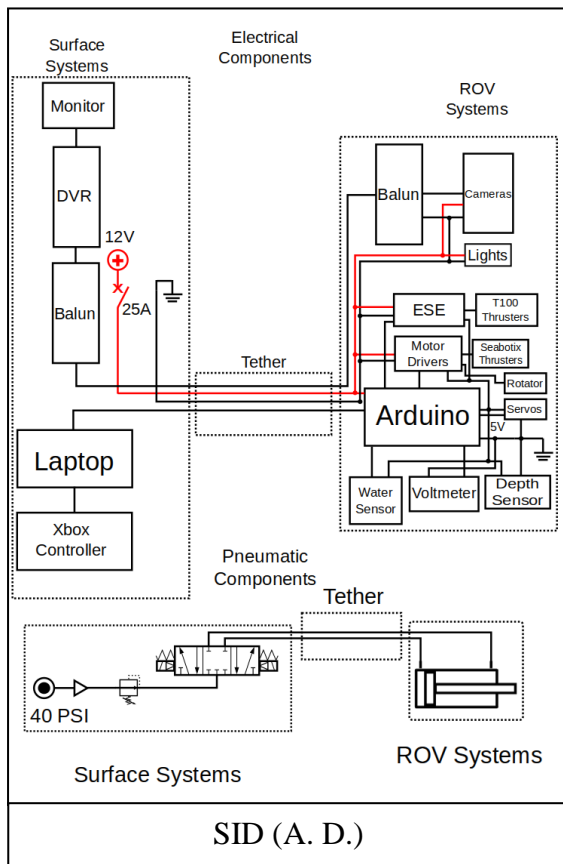 Electrical
Components
Surface
Systems
Monitor
DVR
12V
25A
Balun
Laptop
Xbox
Controller
Tether
ROV
Systems
Balun
Cameras
Lights
ESE
T100
Thrusters
Motor
Drivers
Seabotix
Thrusters
Rotator
Arduino
Servos
5V
Water
Sensor
Voltmeter
Depth
Sensor
Pneumatic
Components
Tether
40 PSI
Surface Systems
ROV Systems
SID (A. D.)